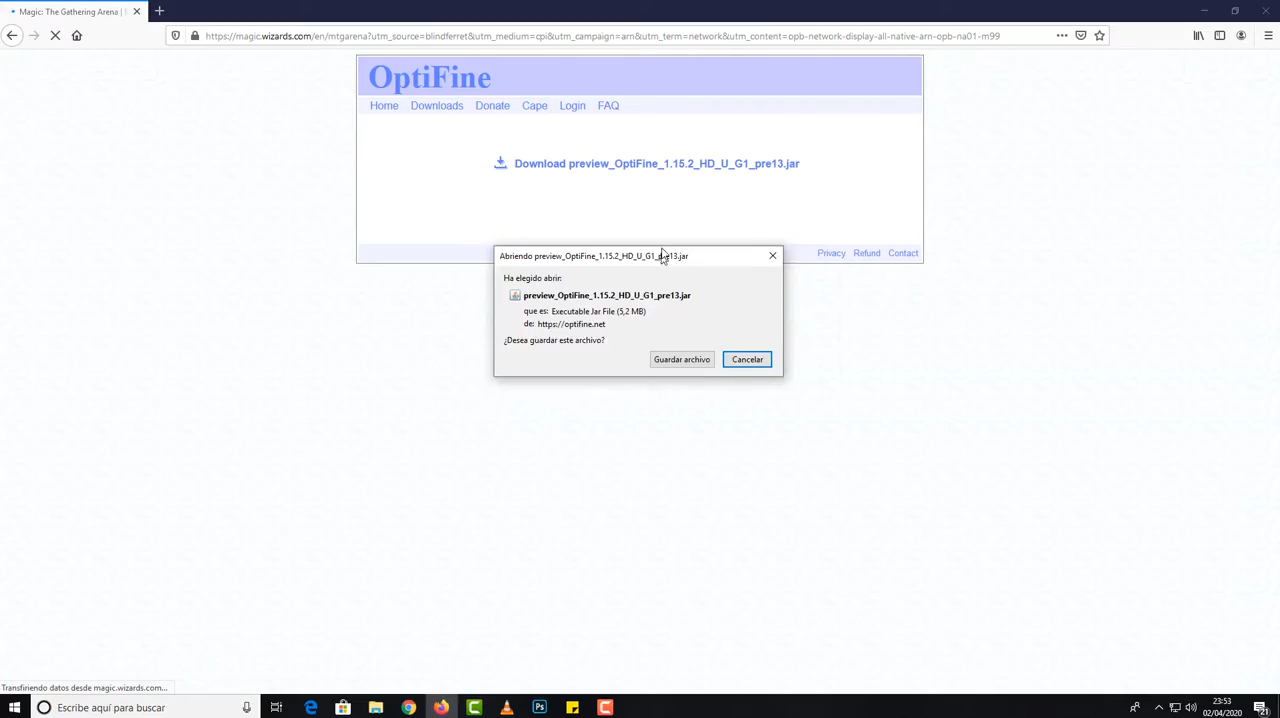 Magic: The Gathering Arena |
https://magic.wizards.com/en/mtgarena?utm_source=blindferret&utm_medium=cpi&utm_campaign=arn&utm_term=network&utm_content=opb-network-display-all-native-arn-opb-na01-m99
OptiFine
Home Downloads Donate Cape Login FAQ
Download preview_OptiFine_1.15.2_HD_U_G1_pre13.jar
Privacy Refund Contact
Abriendo preview_OptiFine_1.15.2_HD_U_G1_pre13.jar
Ha elegido abrir:
preview_OptiFine_1.15.2_HD_U_G1_pre13.jar
que es: Executable Jar File (5,2 MB)
de: https://optifine.net
¿Desea guardar este archivo?
Guardar archivo Cancelar
Transfiriendo datos desde magic.wizards.com...
Escribe aquí para buscar
Ps
23:53
02/04/2020
21